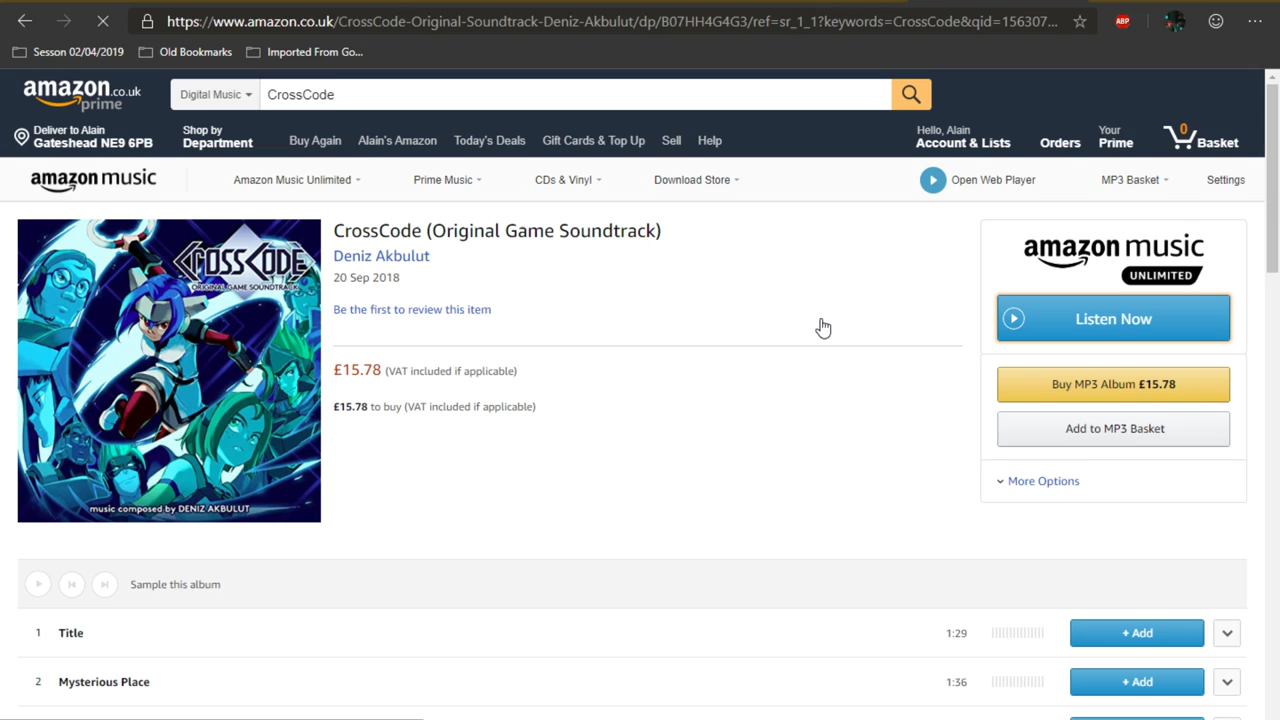 https://www.amazon.co.uk/CrossCode-Original-Soundtrack-Deniz-Akbulut/dp/B07HH4G4G3/ref=sr_1_1?keywords=CrossCode&qid=156307...
ABP
Sesson 02/04/2019
Old Bookmarks
Imported From Go...
amazon.co.uk
prime
Digital Music
CrossCode
Deliver to Alain
Gateshead NE9 6PB
Shop by
Department
Buy Again
Alain's Amazon
Today's Deals
Gift Cards & Top Up
Sell
Help
Hello, Alain
Account & Lists
Orders
Your
Prime
0
Basket
amazon music
Amazon Music Unlimited
Prime Music
CDs & Vinyl
Download Store
Open Web Player
MP3 Basket
Settings
CROSSCODE
ORIGINAL GAME SOUNDTRACK
music composed by DENIZ AKBULUT
CrossCode (Original Game Soundtrack)
Deniz Akbulut
20 Sep 2018
Be the first to review this item
£15.78 (VAT included if applicable)
£15.78 to buy (VAT included if applicable)
amazon music
UNLIMITED
Listen Now
Buy MP3 Album £15.78
Add to MP3 Basket
More Options
Sample this album
1 Title 1:29 + Add
2 Mysterious Place 1:36 + Add